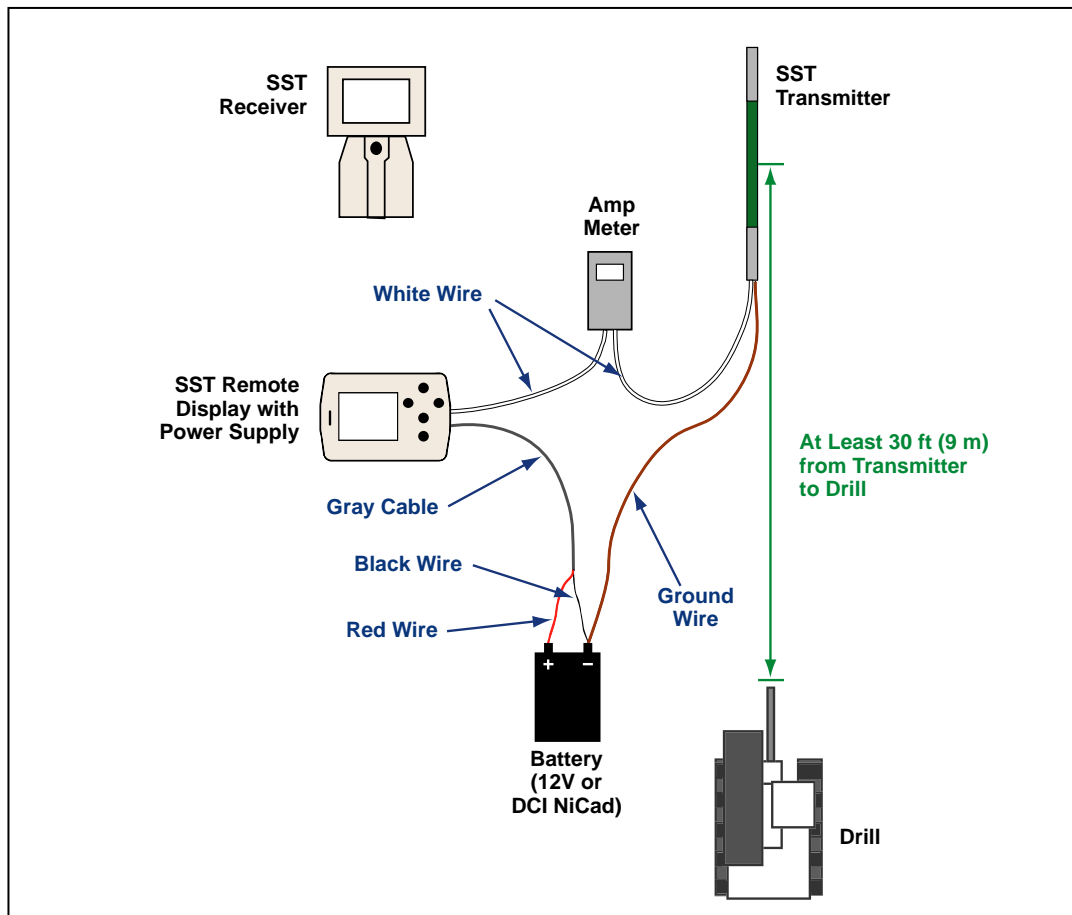 SST
Receiver
SST
Transmitter
Amp
Meter
White Wire
SST Remote
Display with
Power Supply
At Least 30 ft (9 m)
from Transmitter
to Drill
Gray Cable
Black Wire
Ground
Wire
Red Wire
+ –
Battery
(12V or
DCI NiCad)
Drill